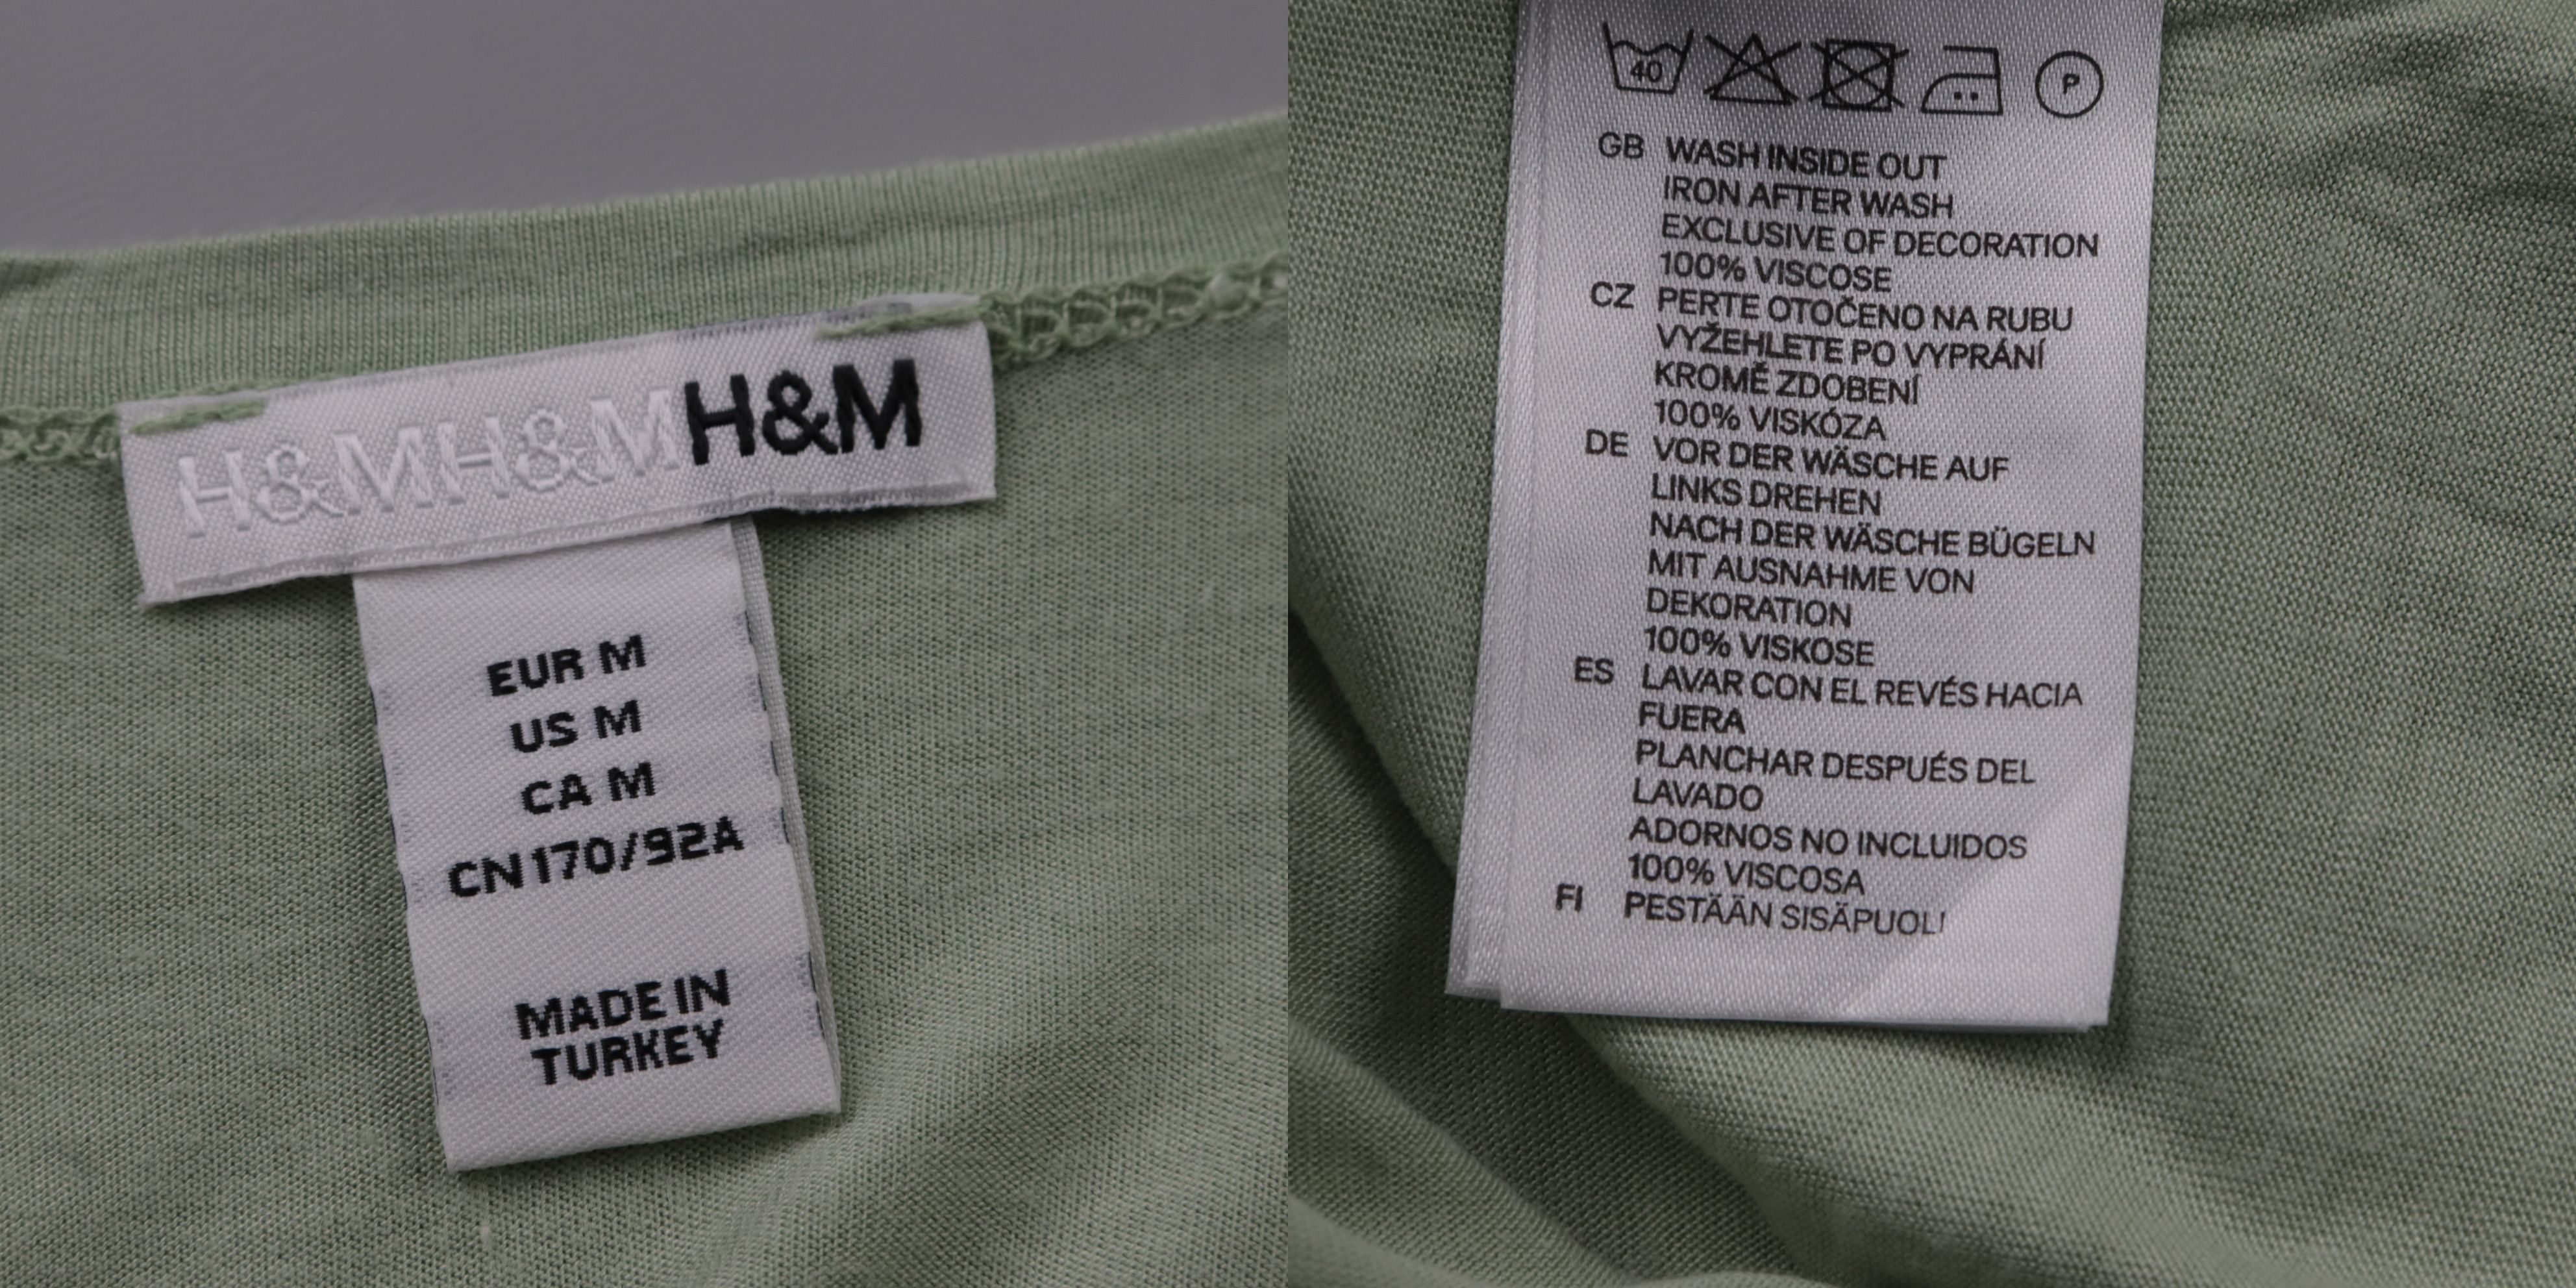 H&MH&MH&M
EUR M
US M
CA M
CN170/92A
MADE IN
TURKEY
40
P
GB WASH INSIDE OUT
IRON AFTER WASH
EXCLUSIVE OF DECORATION
100% VISCOSE
CZ PERTE OTOČENO NA RUBU
VYŽEHLETE PO VYPRÁNÍ
KROMĚ ZDOBENÍ
100% VISKÓZA
DE VOR DER WÄSCHE AUF
LINKS DREHEN
NACH DER WÄSCHE BÜGELN
MIT AUSNAHME VON
DEKORATION
100% VISKOSE
ES LAVAR CON EL REVÉS HACIA
FUERA
PLANCHAR DESPUÉS DEL
LAVADO
ADORNOS NO INCLUIDOS
100% VISCOSA
FI PESTÄÄN SISÄPUOLI